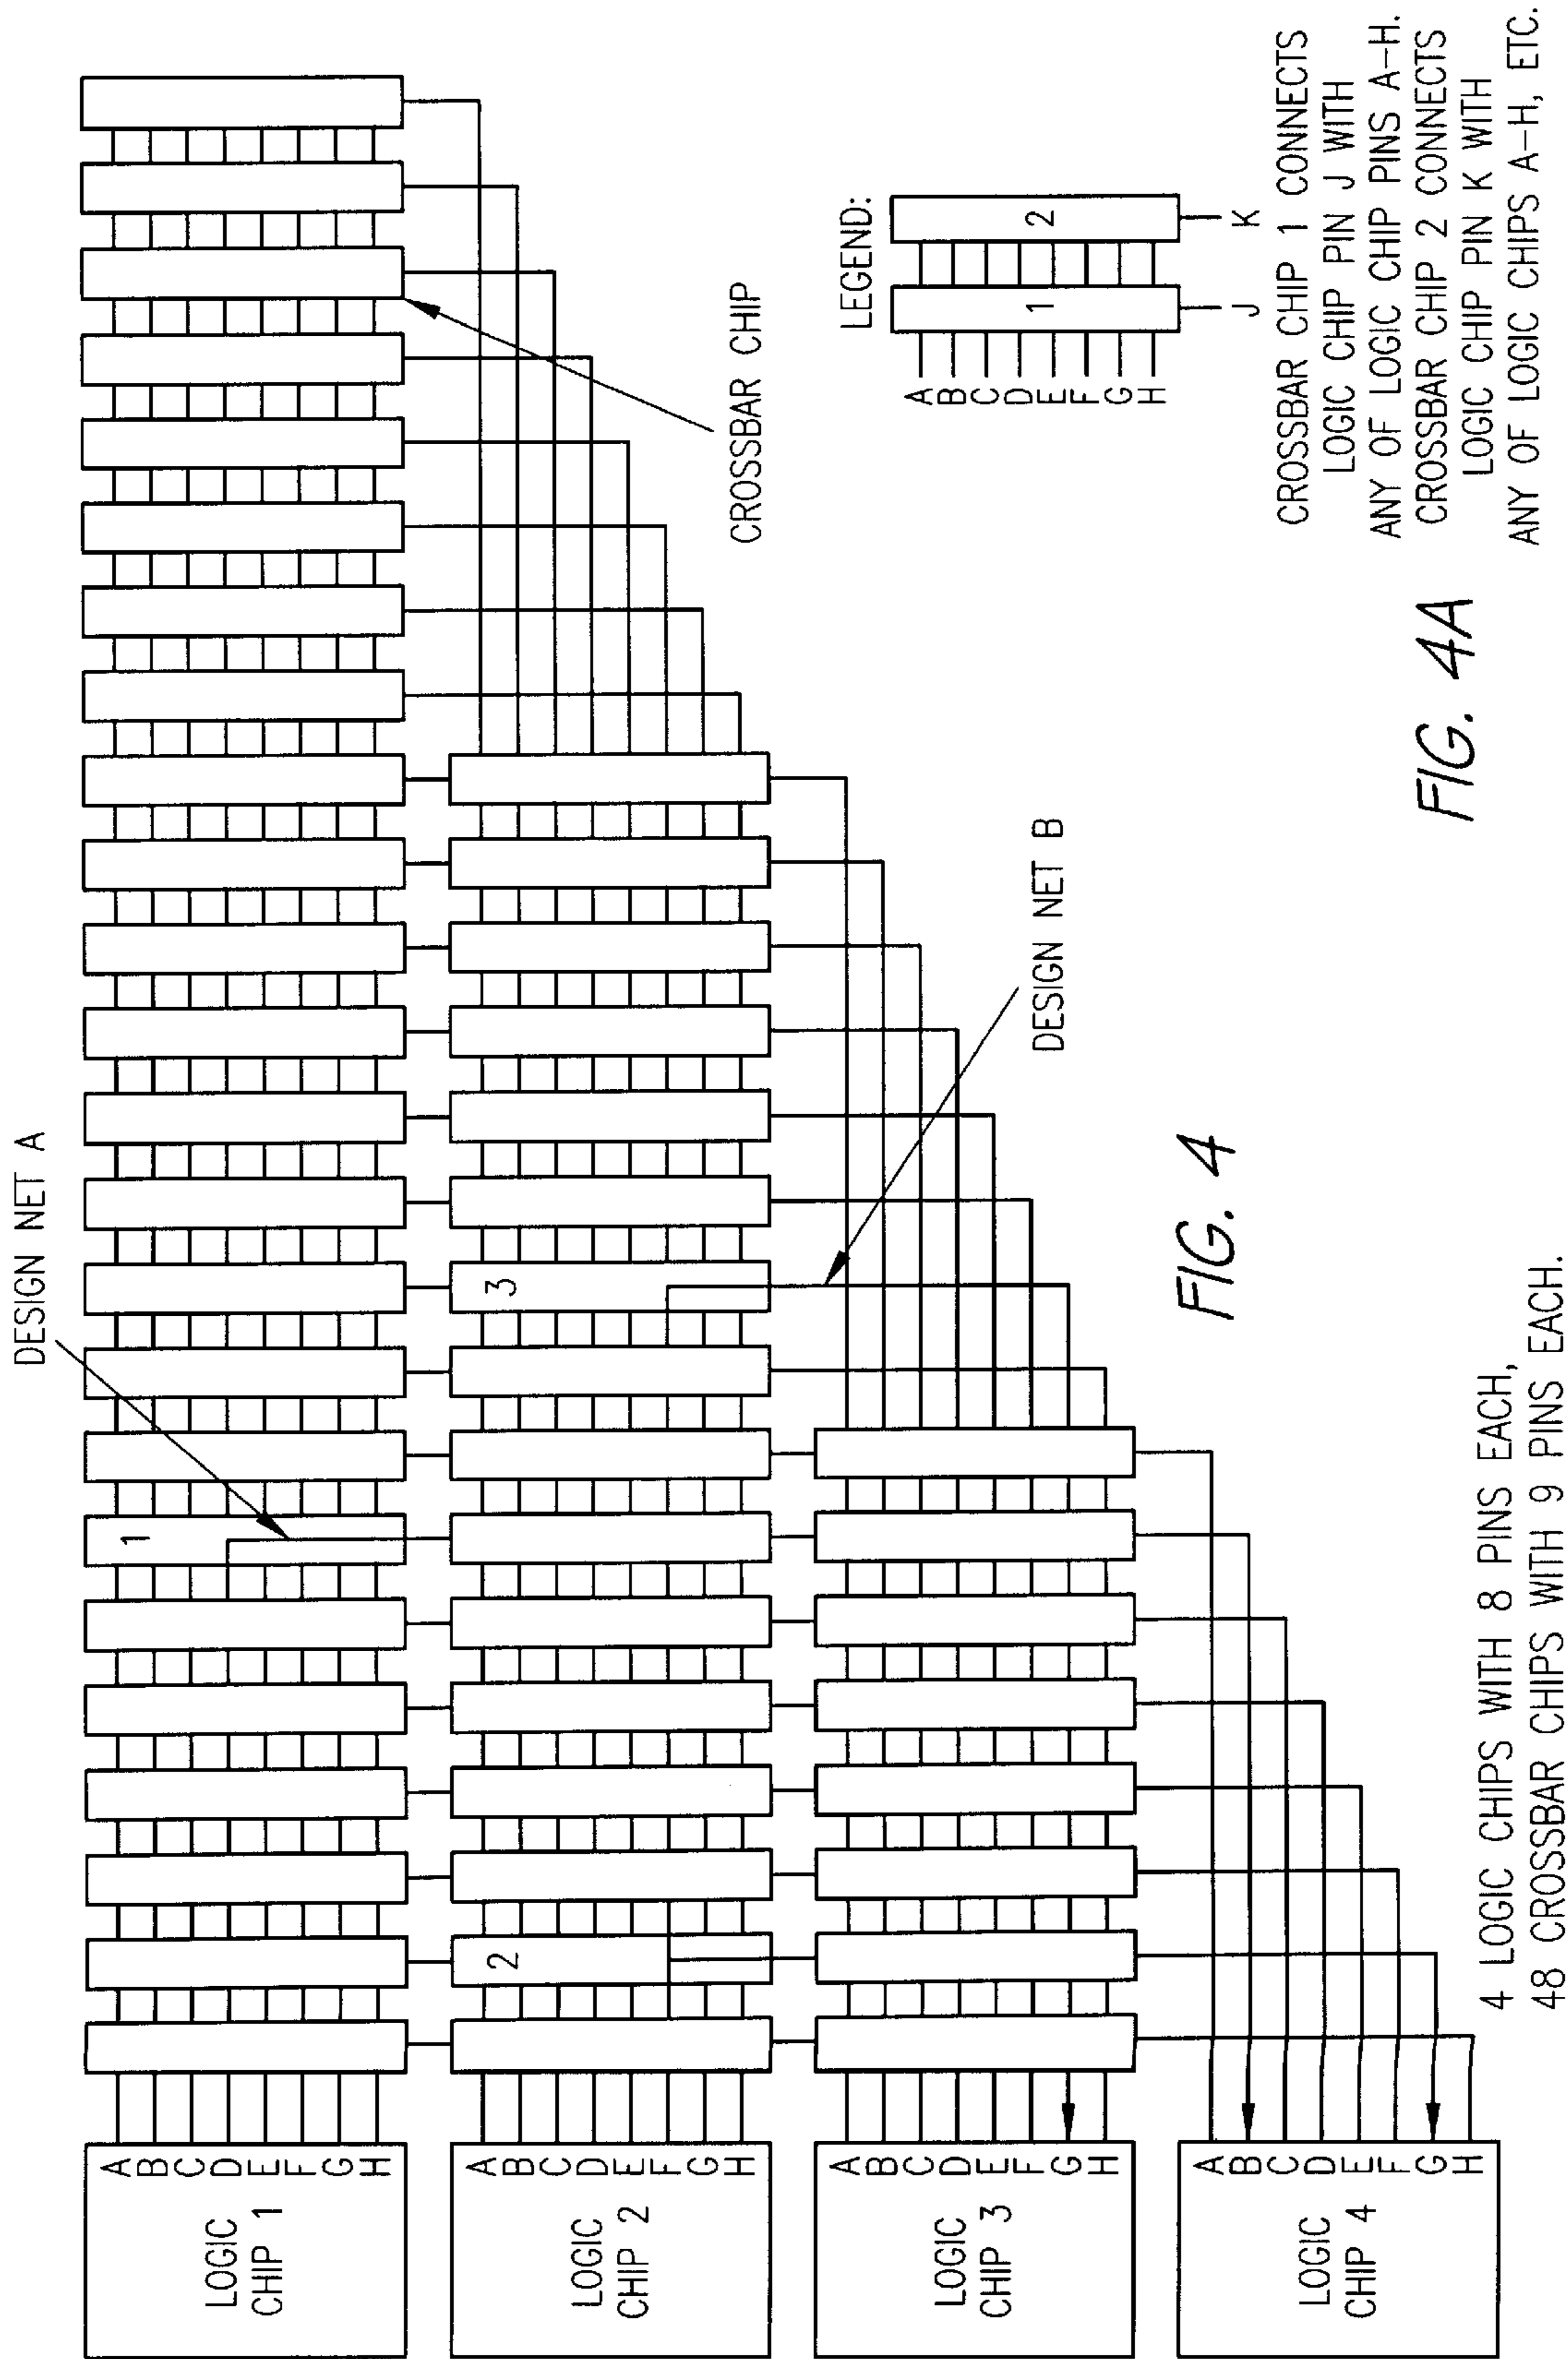 DESIGN NET A
LOGIC
CHIP 1
A
B
C
D
E
F
G
H
1
CROSSBAR CHIP
LOGIC
CHIP 2
A
B
C
D
E
F
G
H
2
3
DESIGN NET B
LOGIC
CHIP 3
A
B
C
D
E
F
G
H
LOGIC
CHIP 4
A
B
C
D
E
F
G
H
FIG. 4
4 LOGIC CHIPS WITH 8 PINS EACH,
48 CROSSBAR CHIPS WITH 9 PINS EACH.
LEGEND:
A
B
C
D
E
F
G
H
1
2
J
K
CROSSBAR CHIP 1 CONNECTS
LOGIC CHIP PIN J WITH
ANY OF LOGIC CHIP PINS A-H.
CROSSBAR CHIP 2 CONNECTS
LOGIC CHIP PIN K WITH
ANY OF LOGIC CHIPS A-H, ETC.
FIG. 4A